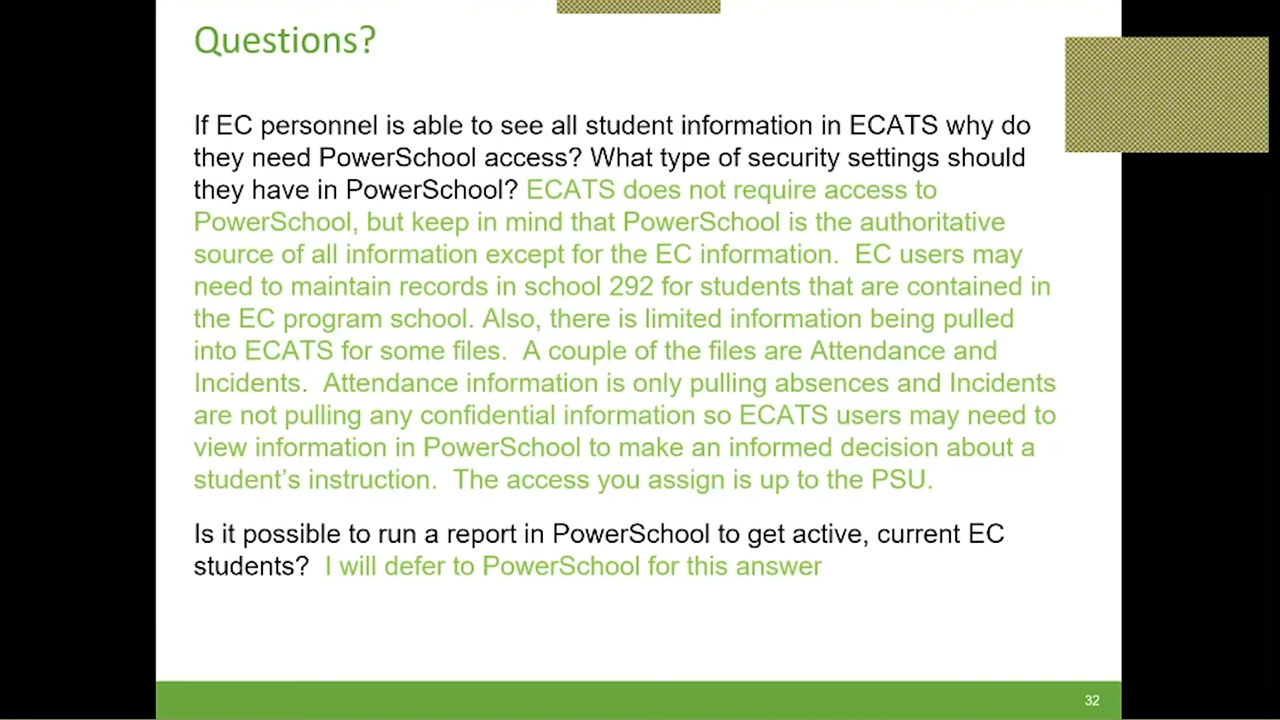 Questions?
If EC personnel is able to see all student information in ECATS why do
they need PowerSchool access? What type of security settings should
they have in PowerSchool? ECATS does not require access to
PowerSchool, but keep in mind that PowerSchool is the authoritative
source of all information except for the EC information.  EC users may
need to maintain records in school 292 for students that are contained in
the EC program school. Also, there is limited information being pulled
into ECATS for some files.  A couple of the files are Attendance and
Incidents.  Attendance information is only pulling absences and Incidents
are not pulling any confidential information so ECATS users may need to
view information in PowerSchool to make an informed decision about a
student’s instruction.  The access you assign is up to the PSU.
Is it possible to run a report in PowerSchool to get active, current EC
students?  I will defer to PowerSchool for this answer
32